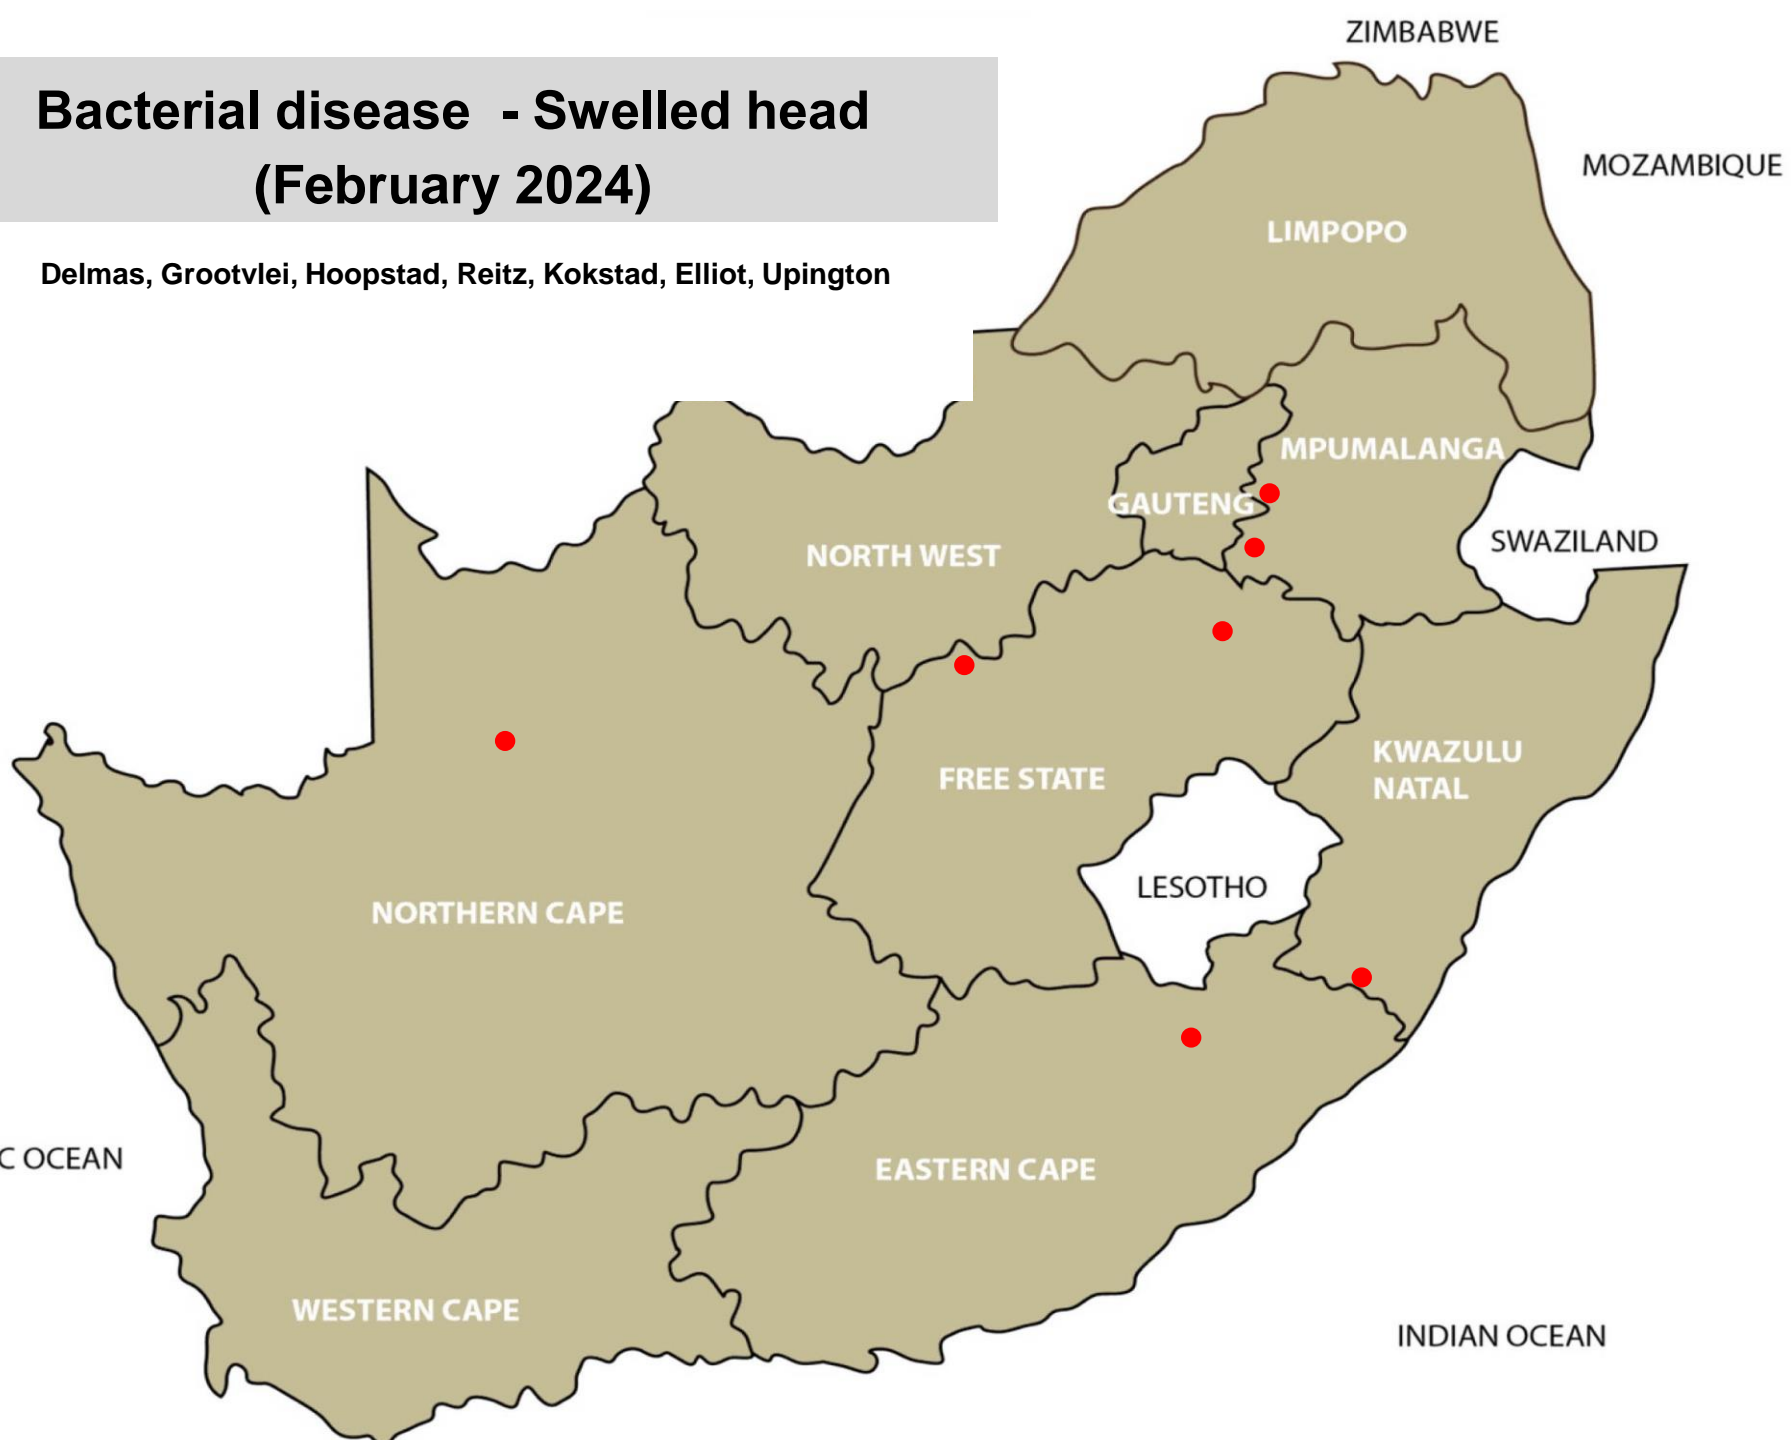 ZIMBABWE
Bacterial disease - Swelled head
(February 2024)
MOZAMBIQUE
LIMPOPO
Delmas, Grootvlei, Hoopstad, Reitz, Kokstad, Elliot, Upington
MPUMALANGA
GAUTENG
SWAZILAND
NORTH WEST
KWAZULU
NATAL
FREE STATE
LESOTHO
NORTHERN CAPE
C OCEAN
EASTERN CAPE
WESTERN CAPE
INDIAN OCEAN